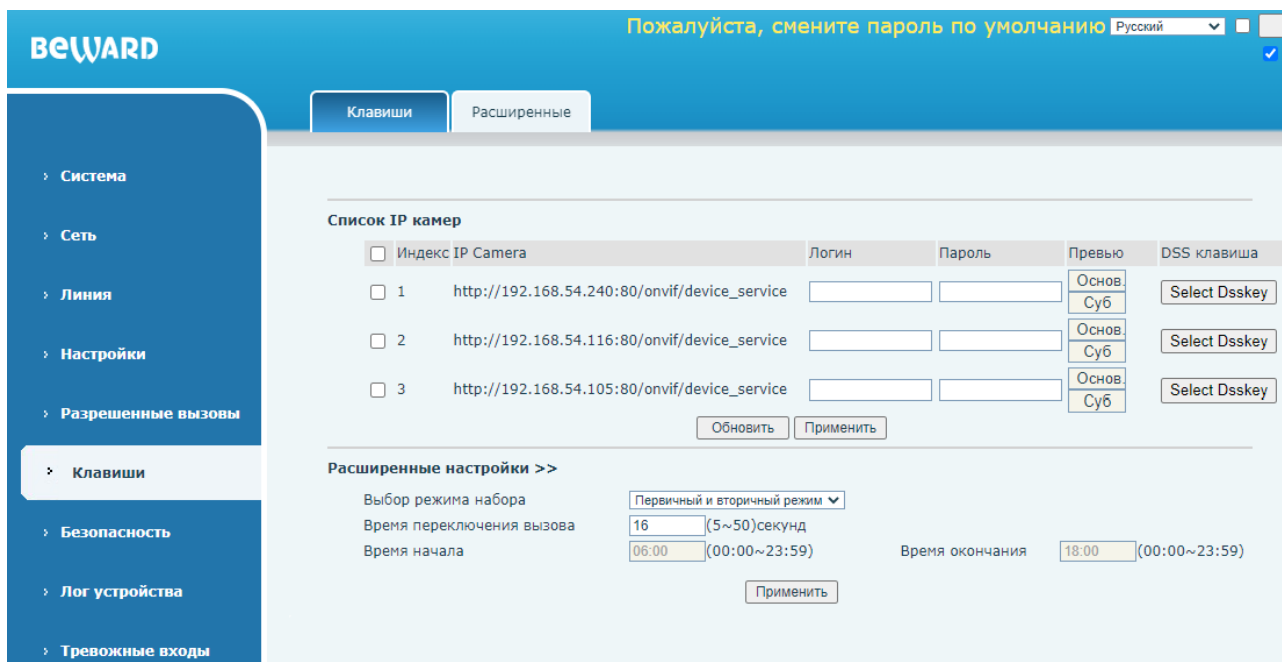 Пожалуйста, смените пароль по умолчанию Русский
BEWARD
Клавиши Расширенные
Система
Сеть
Линия
Настройки
Разрешенные вызовы
Клавиши
Безопасность
Лог устройства
Тревожные входы
Список IP камер
Индекс IP Camera Логин Пароль Превью DSS клавиша
1 http://192.168.54.240:80/onvif/device_service Основ. Суб Select Dsskey
2 http://192.168.54.116:80/onvif/device_service Основ. Суб Select Dsskey
3 http://192.168.54.105:80/onvif/device_service Основ. Суб Select Dsskey
Обновить Применить
Расширенные настройки >>
Выбор режима набора Первичный и вторичный режим
Время переключения вызова 16 (5~50)секунд
Время начала 06:00 (00:00~23:59) Время окончания 18:00 (00:00~23:59)
Применить